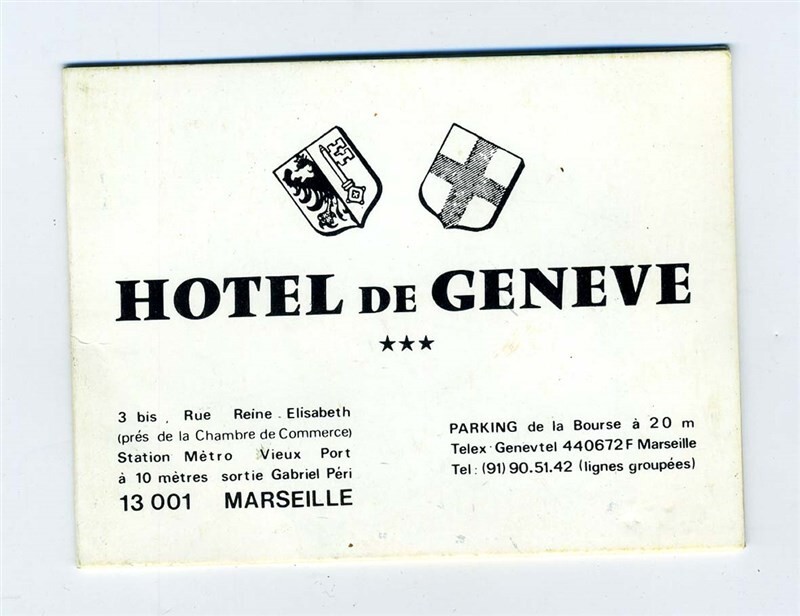 HOTEL DE GENEVE
★★★
3 bis, Rue Reine Elisabeth
(prés de la Chambre de Commerce)
Station Mètro Vieux Port
à 10 mètres sortie Gabriel Péri
13 001 MARSEILLE
PARKING de la Bourse à 20 m
Telex Genevtel 440672 F Marseille
Tel : (91) 90.51.42 (lignes groupées)